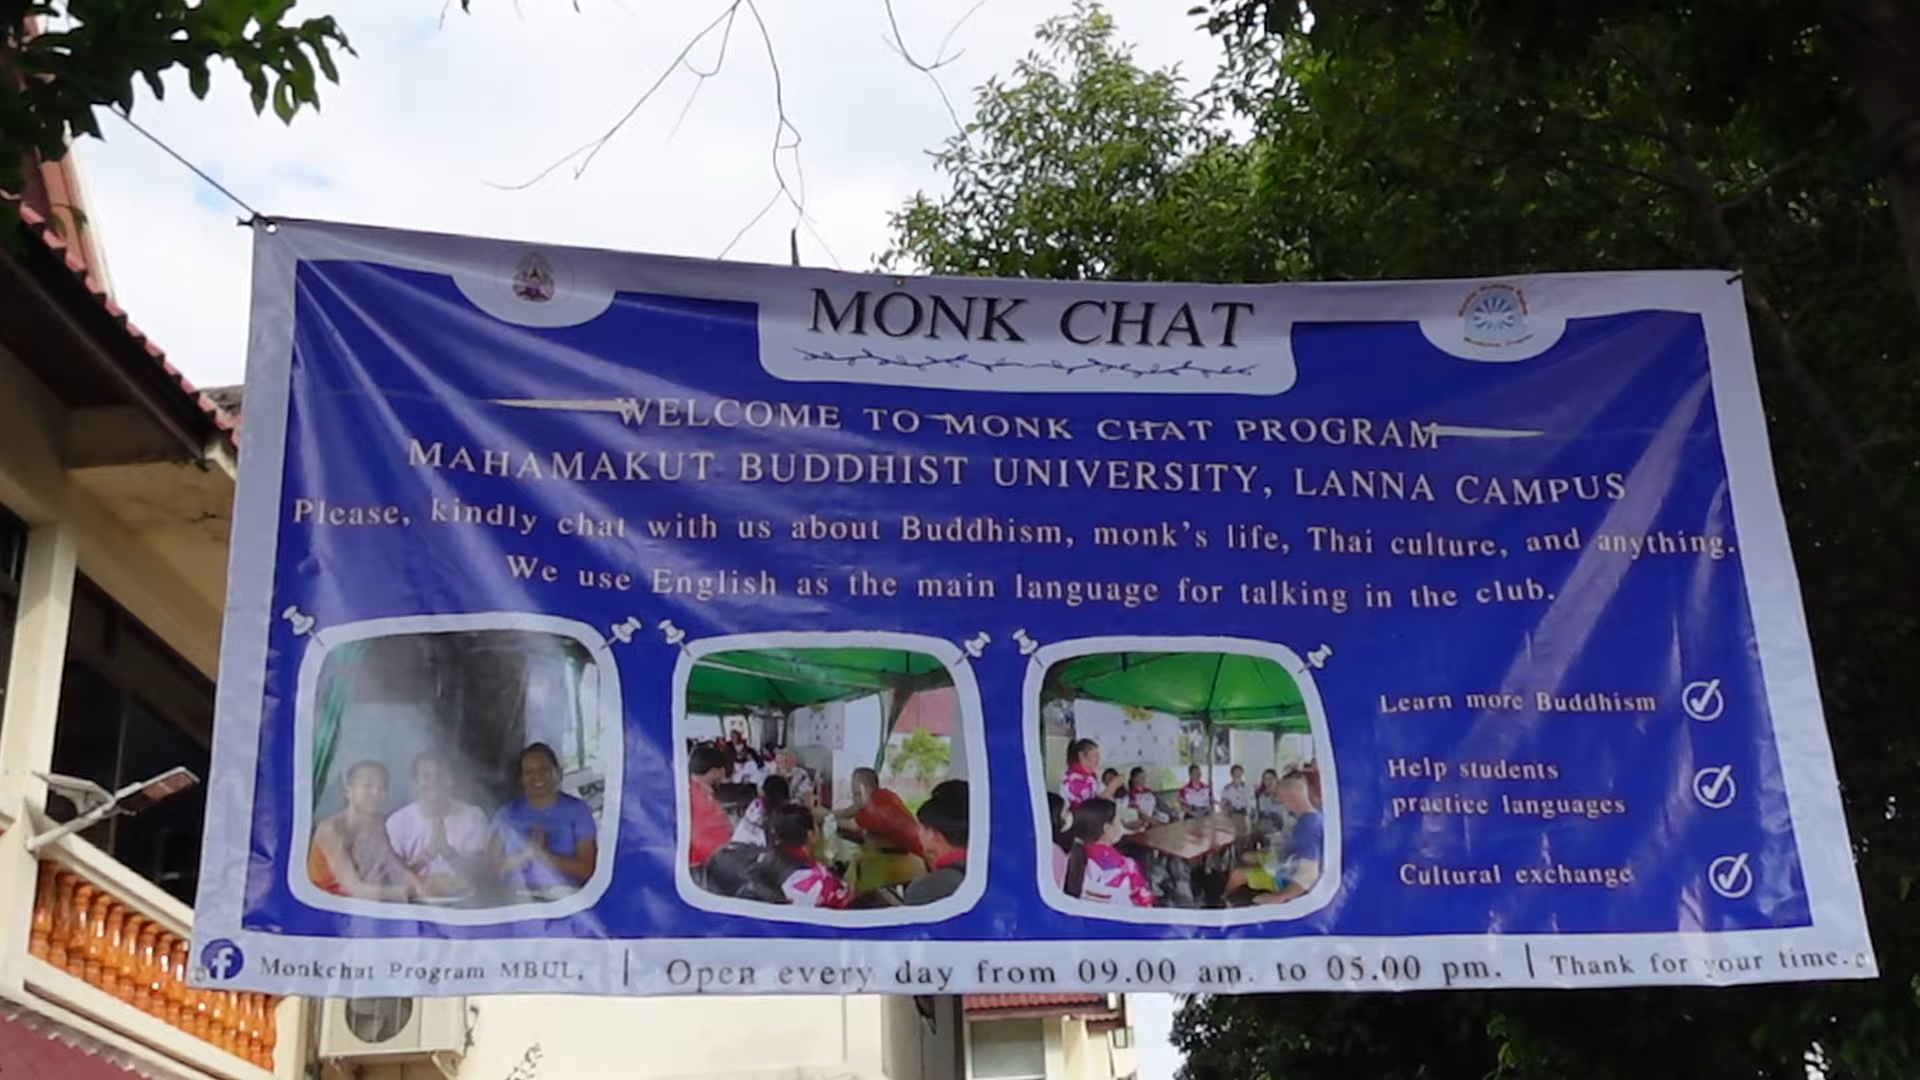 MONK CHAT
WELCOME TO MONK CHAT PROGRAM
MAHAMAKUT BUDDHIST UNIVERSITY, LANNA CAMPUS
Please, kindly chat with us about Buddhism, monk's life, Thai culture, and anything.
We use English as the main language for talking in the club.
Learn more Buddhism
Help students
practice languages
Cultural exchange
Monkchat Program MBUL,
Open every day from 09.00 am. to 05.00 pm.
Thank for your time.